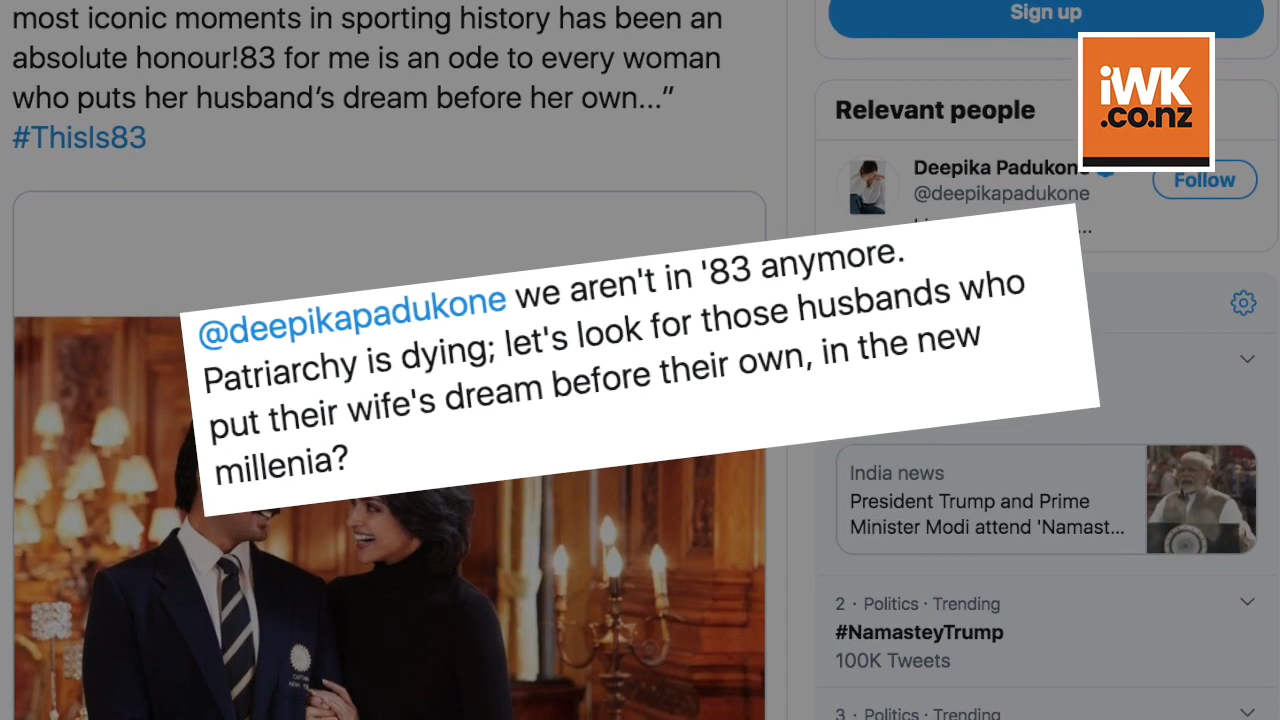 most iconic moments in sporting history has been an
absolute honour!83 for me is an ode to every woman
who puts her husband’s dream before her own...”
#ThisIs83
@deepikapadukone we aren't in '83 anymore.
Patriarchy is dying; let's look for those husbands who
put their wife's dream before their own, in the new
millenia?
Sign up
iWK
.co.nz
Relevant people
Deepika Padukone
@deepikapadukone
Follow
India news
President Trump and Prime
Minister Modi attend 'Namast...
2 · Politics · Trending
#NamasteyTrump
100K Tweets
3 · Politics · Trending